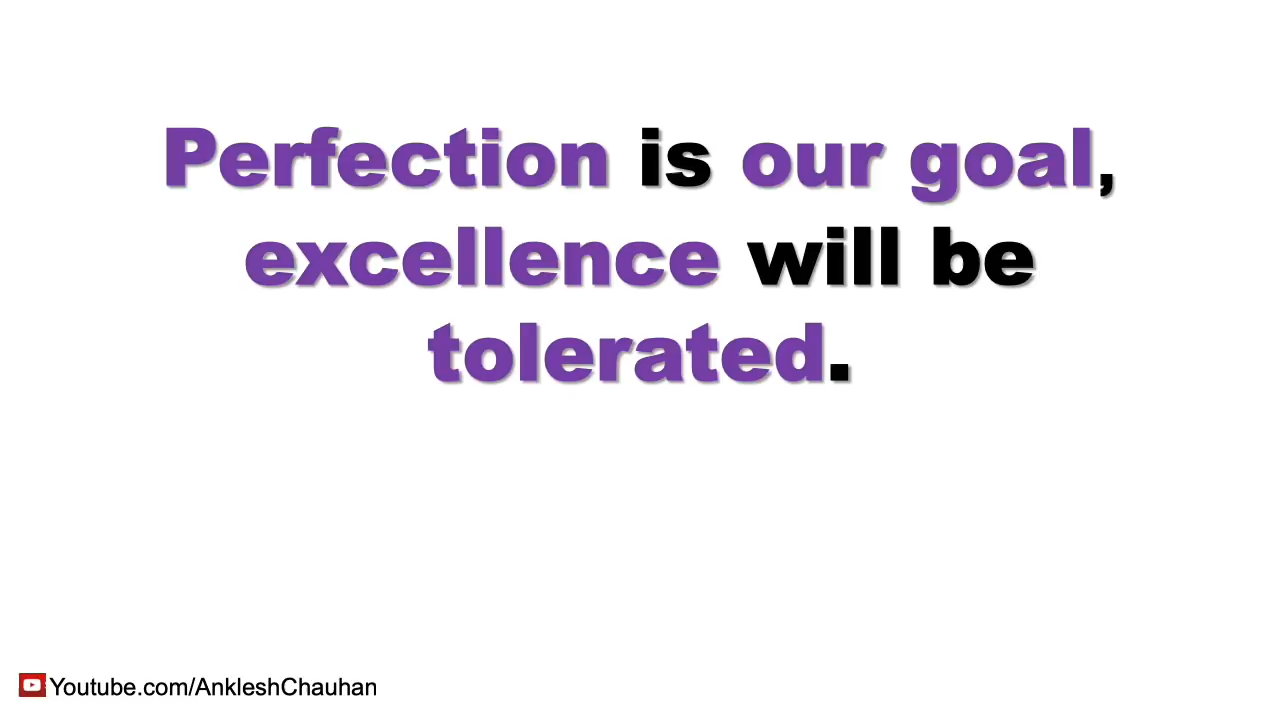 Perfection is our goal,
excellence will be
tolerated.
Youtube.com/AnkleshChauhan